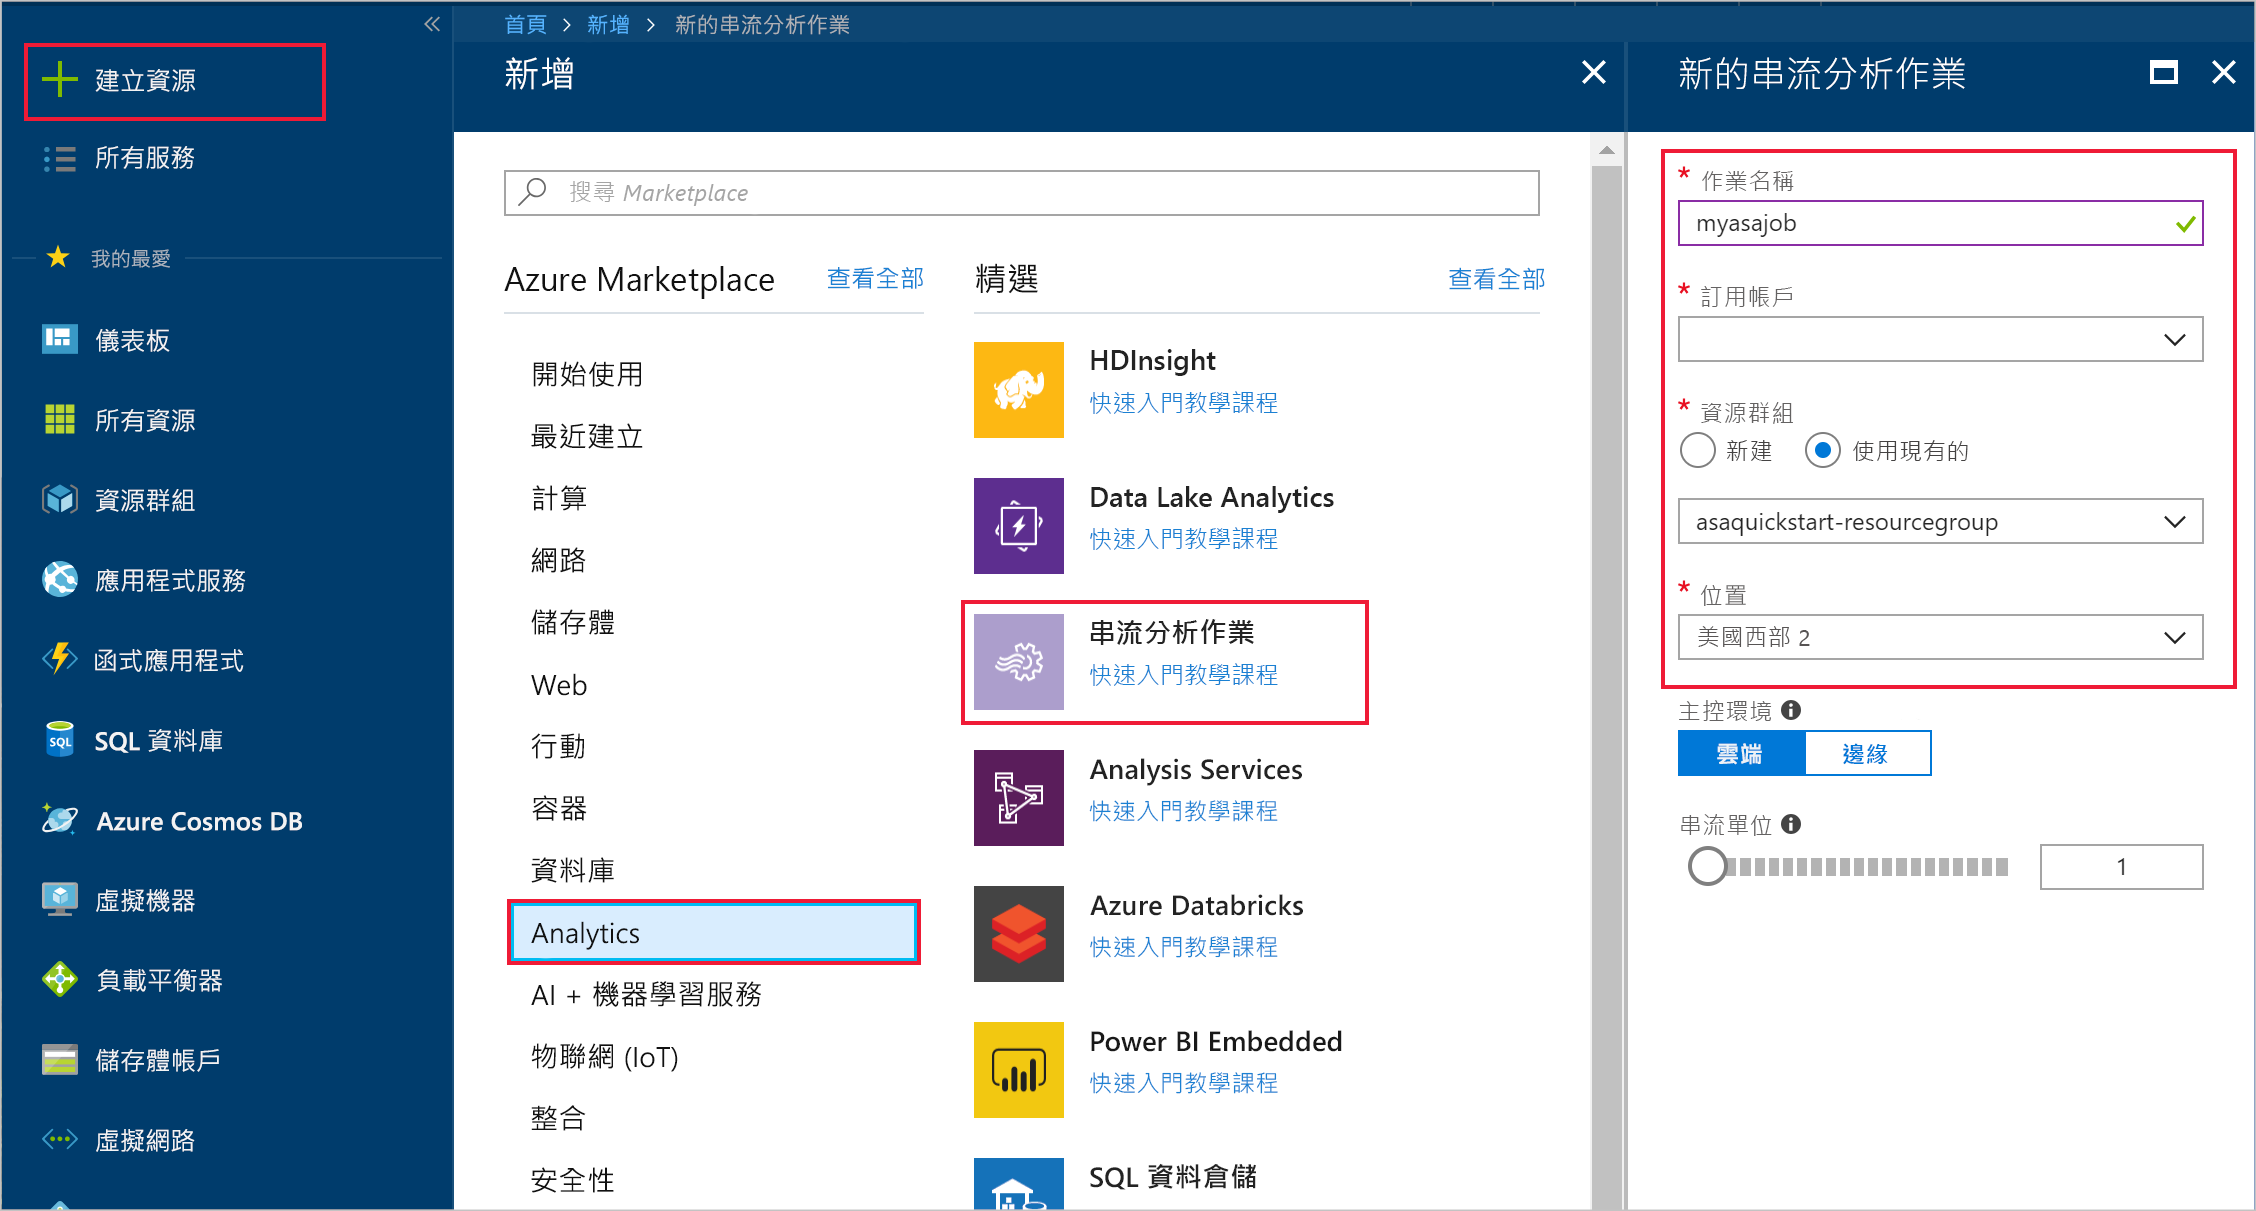 首頁 > 新增 > 新的串流分析作業
建立資源
所有服務
我的最愛
儀表板
所有資源
資源群組
應用程式服務
函式應用程式
SQL
SQL 資料庫
Azure Cosmos DB
虛擬機器
負載平衡器
儲存體帳戶
虛擬網路
新增
搜尋 Marketplace
Azure Marketplace
查看全部
開始使用
最近建立
計算
網路
儲存體
Web
行動
容器
資料庫
Analytics
AI + 機器學習服務
物聯網 (IoT)
整合
安全性
精選
查看全部
HDInsight
快速入門教學課程
Data Lake Analytics
快速入門教學課程
串流分析作業
快速入門教學課程
Analysis Services
快速入門教學課程
Azure Databricks
快速入門教學課程
Power BI Embedded
快速入門教學課程
SQL 資料倉儲
新的串流分析作業
* 作業名稱
myasajob
* 訂用帳戶
* 資源群組
新建 使用現有的
asaquickstart-resourcegroup
* 位置
美國西部 2
主控環境
雲端 邊緣
串流單位
1